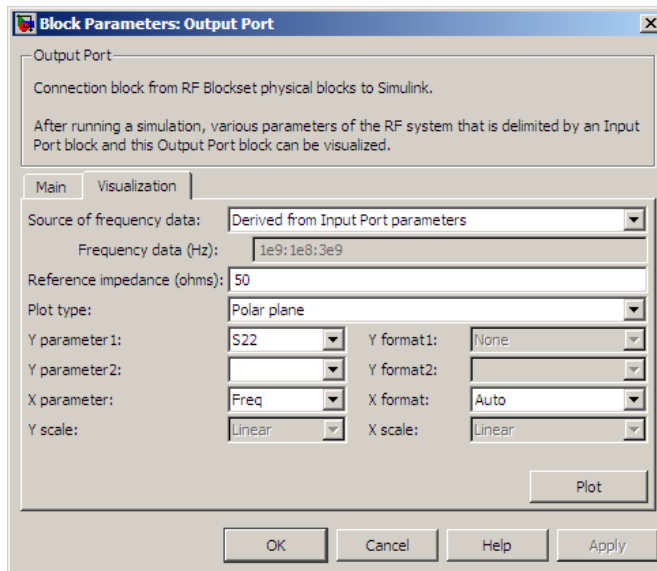 Block Parameters: Output Port
Output Port
Connection block from RF Blockset physical blocks to Simulink.
After running a simulation, various parameters of the RF system that is delimited by an Input
Port block and this Output Port block can be visualized.
Main Visualization
Source of frequency data: Derived from Input Port parameters
Frequency data (Hz): 1e9:1e8:3e9
Reference impedance (ohms): 50
Plot type: Polar plane
Y parameter1: S22 Y format1: None
Y parameter2: Y format2:
X parameter: Freq X format: Auto
Y scale: Linear X scale: Linear
Plot
OK Cancel Help Apply